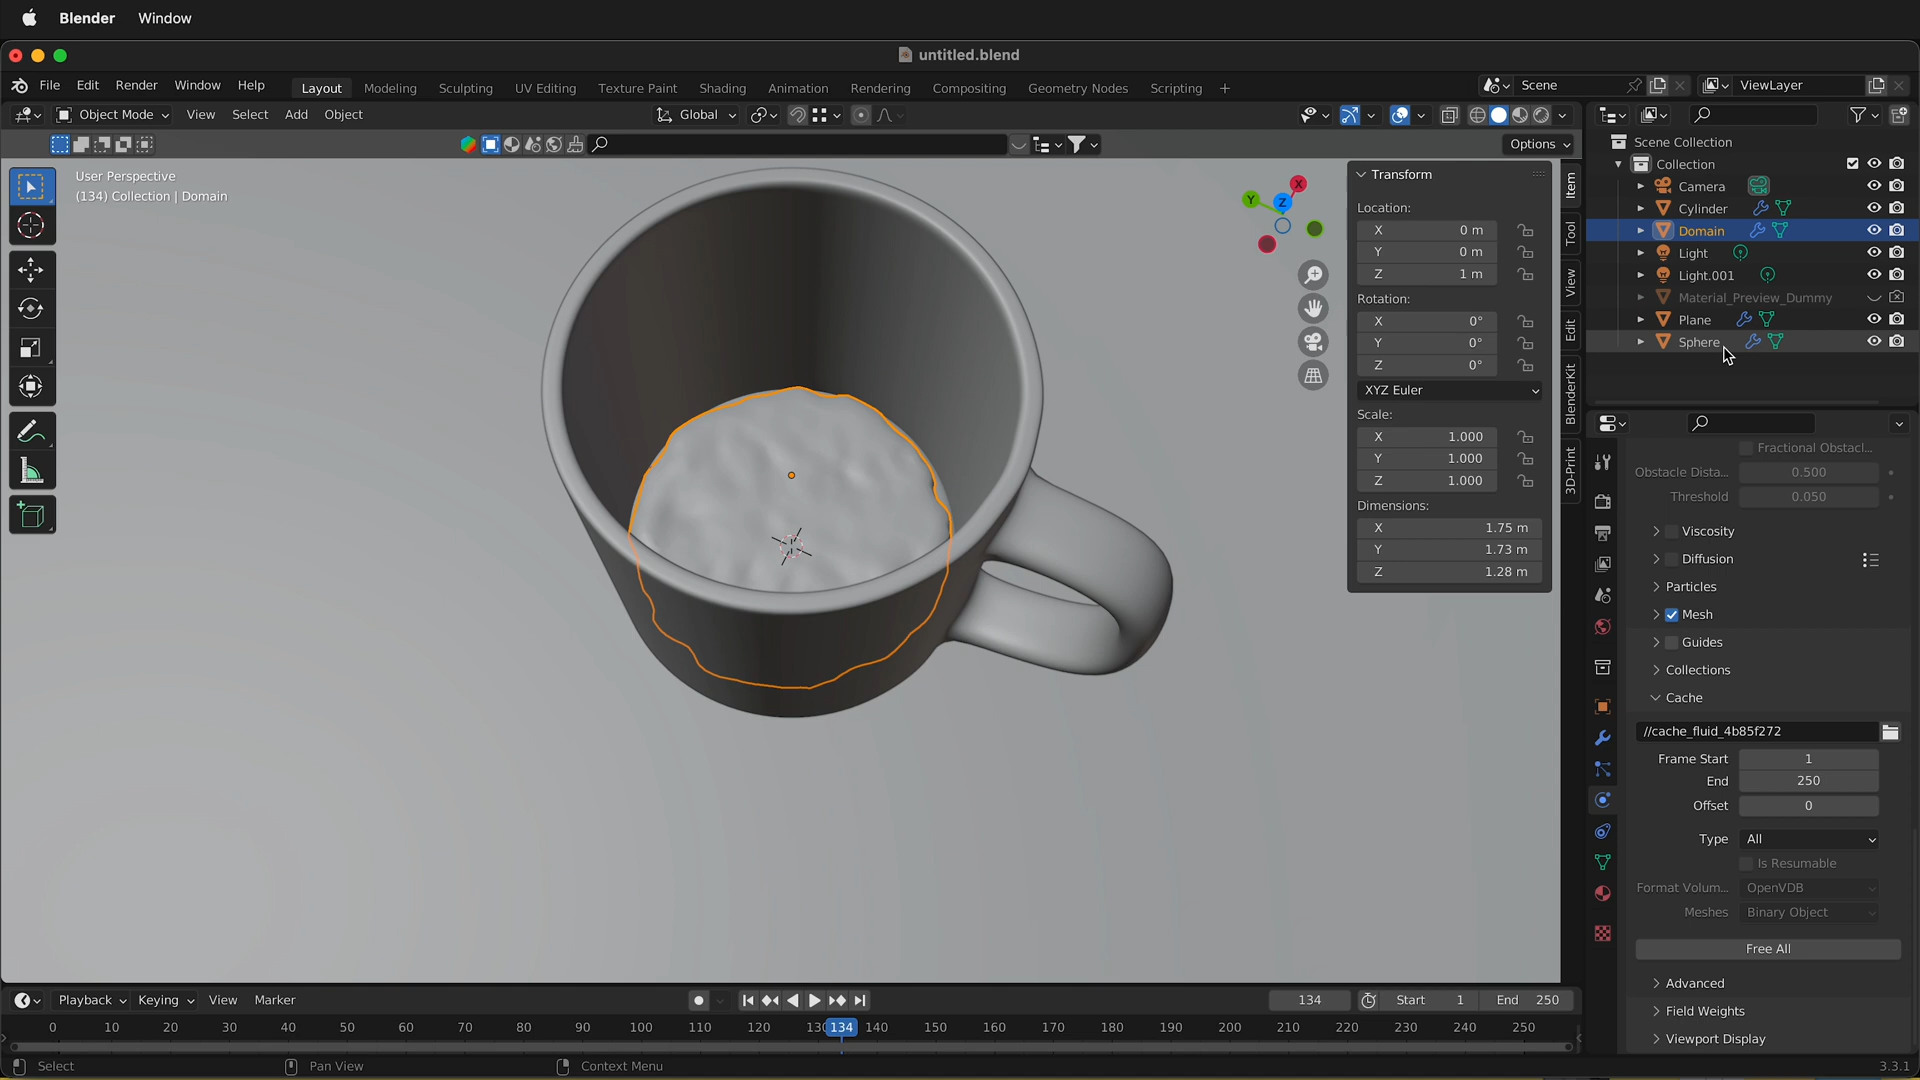 Blender Window
untitled.blend
File Edit Render Window Help Layout Modeling Sculpting UV Editing Texture Paint Shading Animation Rendering Compositing Geometry Nodes Scripting + Scene ViewLayer
Object Mode View Select Add Object Global
Options
User Perspective
(134) Collection | Domain
X
Y
Z
Transform
Location:
X 0 m
Y 0 m
Z 1 m
Rotation:
X 0°
Y 0°
Z 0°
XYZ Euler
Scale:
X 1.000
Y 1.000
Z 1.000
Dimensions:
X 1.75 m
Y 1.73 m
Z 1.28 m
Item
Tool
View
Edit
BlenderKit
3D-Print
Scene Collection
Collection
Camera
Cylinder
Domain
Light
Light.001
Material_Preview_Dummy
Plane
Sphere
Fractional Obstacl...
Obstacle Dista... 0.500
Threshold 0.050
Viscosity
Diffusion
Particles
Mesh
Guides
Collections
Cache
//cache_fluid_4b85f272
Frame Start 1
End 250
Offset 0
Type All
Is Resumable
Format Volum... OpenVDB
Meshes Binary Object
Free All
Advanced
Field Weights
Viewport Display
Playback Keying View Marker 134 Start 1 End 250
0 10 20 30 40 50 60 70 80 90 100 110 120 130 134 140 150 160 170 180 190 200 210 220 230 240 250
Select Pan View Context Menu 3.3.1